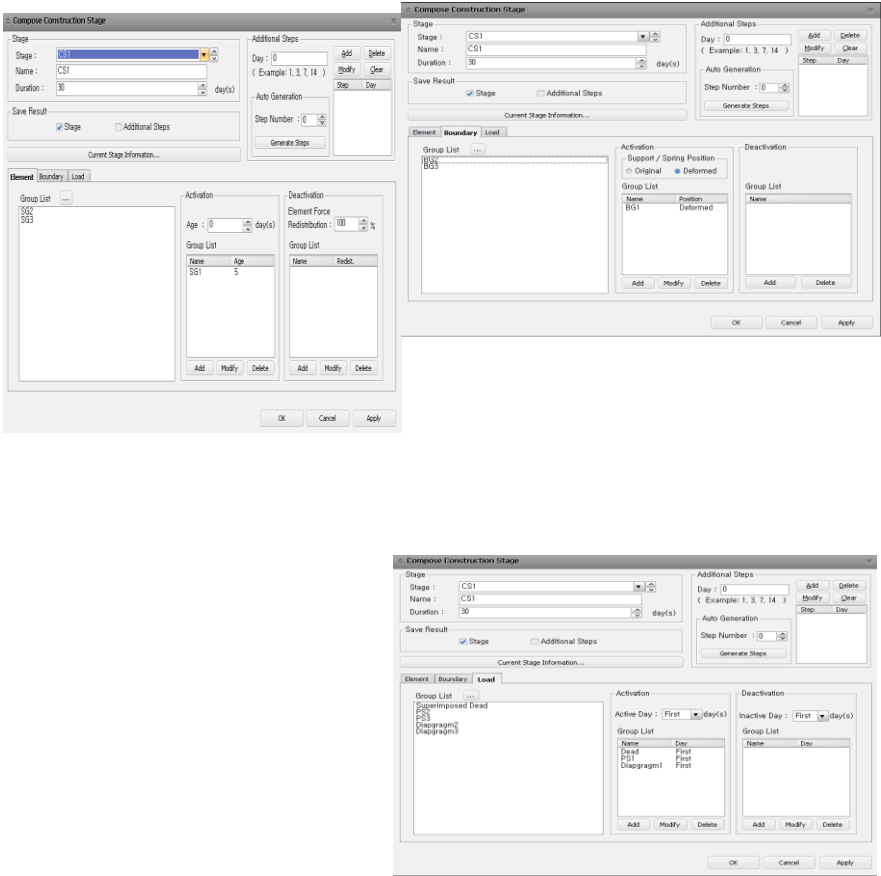 Compose Construction Stage
Stage
Stage : CS1
Name : CS1
Duration : 30 day(s)
Additional Steps
Day : 0
( Example: 1, 3, 7, 14 )
Add Delete
Modify Clear
Step Day
Auto Generation
Step Number : 0
Generate Steps
Save Result
Stage Additional Steps
Current Stage Information...
Element Boundary Load
Group List ...
SG2
SG3
Activation
Age : 0 day(s)
Group List
Name Age
SG1 5
Add Modify Delete
Deactivation
Element Force
Redistribution : 100 %
Group List
Name Redist.
Add Modify Delete
OK Cancel Apply
Compose Construction Stage
Stage
Stage : CS1
Name : CS1
Duration : 30 day(s)
Additional Steps
Day : 0
( Example: 1, 3, 7, 14 )
Add Delete
Modify Clear
Step Day
Auto Generation
Step Number : 0
Generate Steps
Save Result
Stage Additional Steps
Current Stage Information...
Element Boundary Load
Group List ...
BG2
BG3
Activation
Support / Spring Position
Original Deformed
Group List
Name Position
BG1 Deformed
Add Modify Delete
Deactivation
Group List
Name
Add Delete
OK Cancel Apply
Compose Construction Stage
Stage
Stage : CS1
Name : CS1
Duration : 30 day(s)
Additional Steps
Day : 0
( Example: 1, 3, 7, 14 )
Add Delete
Modify Clear
Step Day
Auto Generation
Step Number : 0
Generate Steps
Save Result
Stage Additional Steps
Current Stage Information...
Element Boundary Load
Group List ...
Superimposed Dead
PS2
PS3
Diapgragm2
Diapgragm3
Activation
Active Day : First day(s)
Group List
Name Day
Dead First
PS1 First
Diapgragm1 First
Add Modify Delete
Deactivation
Inactive Day : First day(s)
Group List
Name Day
Add Modify Delete
OK Cancel Apply